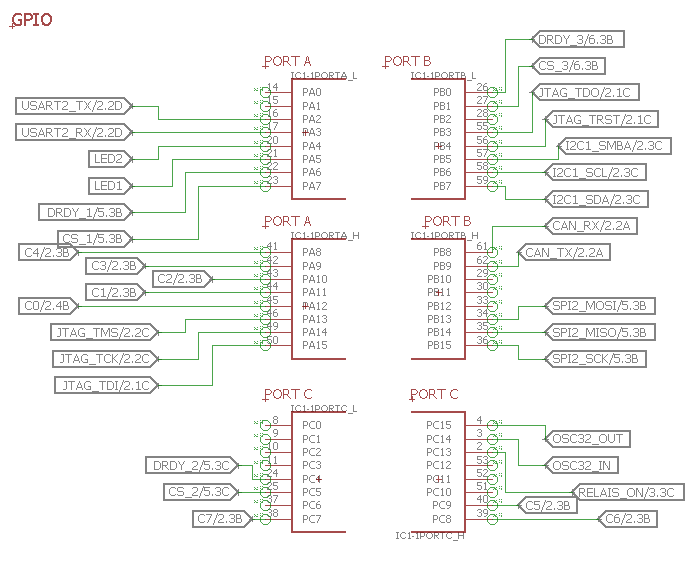 GPIO
PORT A
IC1-1PORTA_L
14 PA0
15 PA1
USART2_TX/2.2D 16 PA2
USART2_RX/2.2D 17 PA3
LED2 20 PA4
LED1 21 PA5
DRDY_1/5.3B 22 PA6
CS_1/5.3B 23 PA7
PORT B
IC1-1PORTB_L
PB0 26 DRDY_3/6.3B
PB1 27 CS_3/6.3B
PB2 28
PB3 55 JTAG_TDO/2.1C
PB4 56 JTAG_TRST/2.1C
PB5 57 I2C1_SMBA/2.3C
PB6 58 I2C1_SCL/2.3C
PB7 59 I2C1_SDA/2.3C
PORT A
IC1-1PORTA_H
C4/2.3B 41 PA8
C3/2.3B 42 PA9
C2/2.3B 43 PA10
C1/2.3B 44 PA11
C0/2.4B 45 PA12
JTAG_TMS/2.2C 46 PA13
JTAG_TCK/2.2C 49 PA14
JTAG_TDI/2.1C 50 PA15
PORT B
IC1-1PORTB_H
PB8 61 CAN_RX/2.2A
PB9 62 CAN_TX/2.2A
PB10 29
PB11 30
PB12 33
PB13 34 SPI2_MOSI/5.3B
PB14 35 SPI2_MISO/5.3B
PB15 36 SPI2_SCK/5.3B
PORT C
IC1-1PORTC_L
8 PC0
9 PC1
10 PC2
DRDY_2/5.3C 11 PC3
24 PC4
CS_2/5.3C 25 PC5
37 PC6
C7/2.3B 38 PC7
PORT C
PC15 4 OSC32_OUT
PC14 3 OSC32_IN
PC13 2 RELAIS_ON/3.3C
PC12 53
PC11 52
PC10 51
PC9 40 C5/2.3B
PC8 39 C6/2.3B
IC1-1PORTC_H